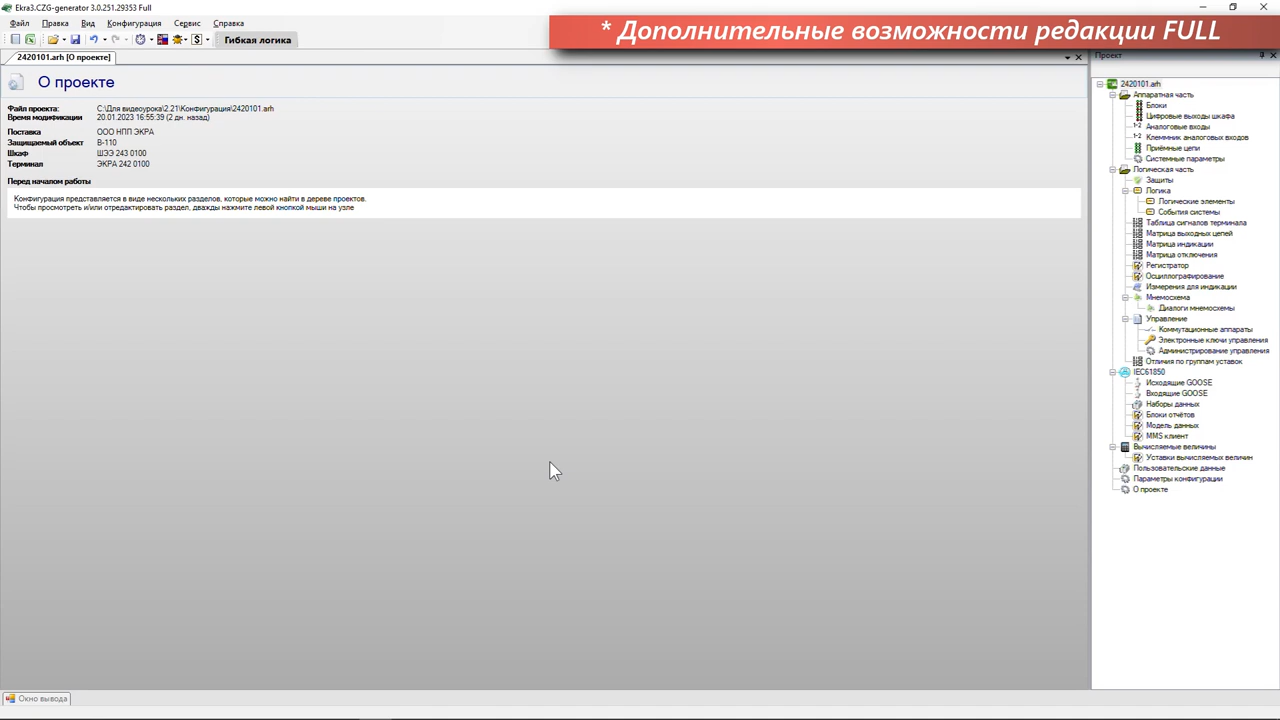 Ekra3.CZG-generator 3.0.251.29353 Full
Файл Правка Вид Конфигурация Сервис Справка
* Дополнительные возможности редакции FULL
Гибкая логика
2420101.arh [О проекте]
О проекте
Файл проекта: C:\Для видеоурока\2.21\Конфигурация\2420101.arh
Время модификации 20.01.2023 16:55:39 (2 дн. назад)
Поставка ООО НПП ЭКРА
Защищаемый объект В-110
Шкаф ШЭЭ 243 0100
Терминал ЭКРА 242 0100
Перед началом работы
Конфигурация представляется в виде нескольких разделов, которые можно найти в дереве проектов.
Чтобы просмотреть и/или отредактировать раздел, дважды нажмите левой кнопкой мыши на узле
Проект
2420101.arh
Аппаратная часть
Блоки
Цифровые выходы шкафа
Аналоговые входы
Клеммник аналоговых входов
Приёмные цепи
Системные параметры
Логическая часть
Защиты
Логика
Логические элементы
События системы
Таблица сигналов терминала
Матрица выходных цепей
Матрица индикации
Матрица отключения
Регистратор
Осциллографирование
Измерения для индикации
Мнемосхема
Диалоги мнемосхемы
Управление
Коммутационные аппараты
Электронные ключи управления
Администрирование управления
Отличия по группам уставок
IEC61850
Исходящие GOOSE
Входящие GOOSE
Наборы данных
Блоки отчётов
Модель данных
MMS клиент
Вычисляемые величины
Уставки вычисляемых величин
Пользовательские данные
Параметры конфигурации
О проекте
Окно вывода